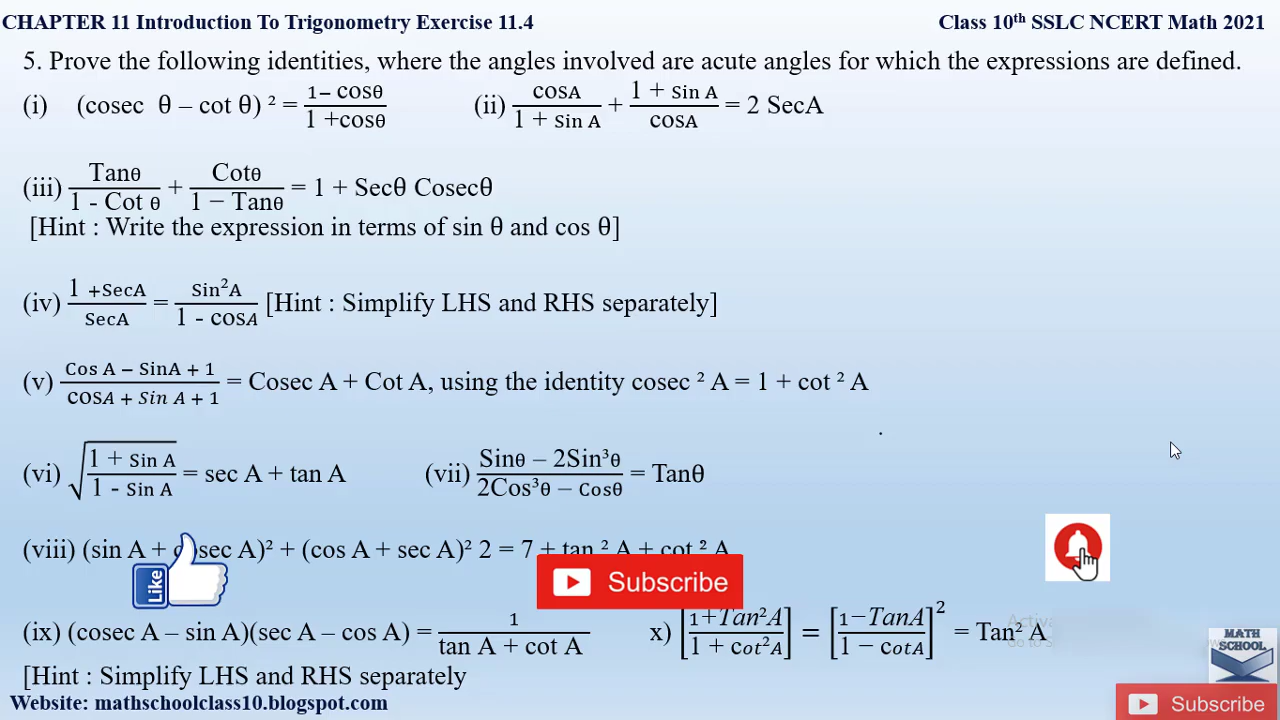 CHAPTER 11 Introduction To Trigonometry Exercise 11.4 Class 10th SSLC NCERT Math 2021
5. Prove the following identities, where the angles involved are acute angles for which the expressions are defined.
(i) (cosec θ – cot θ) ² = (1– cosθ)/(1 +cosθ) (ii) cosA/(1 + Sin A) + (1 + Sin A)/cosA = 2 SecA
(iii) Tanθ/(1 - Cot θ) + Cotθ/(1 – Tanθ) = 1 + Secθ Cosecθ
[Hint : Write the expression in terms of sin θ and cos θ]
(iv) (1 +SecA)/SecA = Sin²A/(1 - cosA) [Hint : Simplify LHS and RHS separately]
(v) (Cos A – SinA + 1)/(cosA + Sin A + 1) = Cosec A + Cot A, using the identity cosec ² A = 1 + cot ² A
(vi) √((1 + Sin A)/(1 - Sin A)) = sec A + tan A (vii) (Sinθ – 2Sin³θ)/(2Cos³θ – Cosθ) = Tanθ
(viii) (sin A + sec A)² + (cos A + sec A)² 2 = 7 + tan ² A + cot ² A
Like
Subscribe
(ix) (cosec A – sin A)(sec A – cos A) = 1/(tan A + cot A) x) [(1+Tan²A)/(1 + cot²A)] = [(1–TanA)/(1 – cotA)]² = Tan² A
[Hint : Simplify LHS and RHS separately
MATH
SCHOOL
Website: mathschoolclass10.blogspot.com
Subscribe